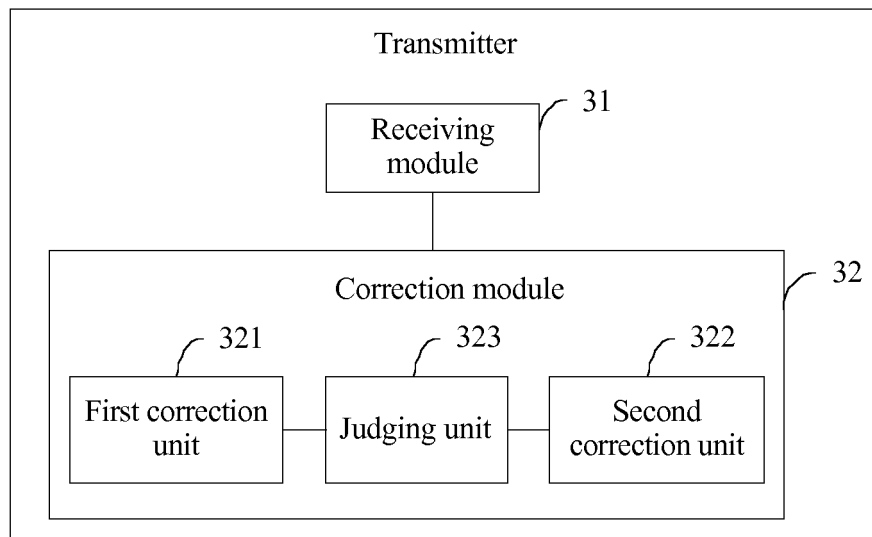 Transmitter
31
Receiving
module
32
Correction module
321
323
322
First correction
unit
Judging unit
Second
correction unit